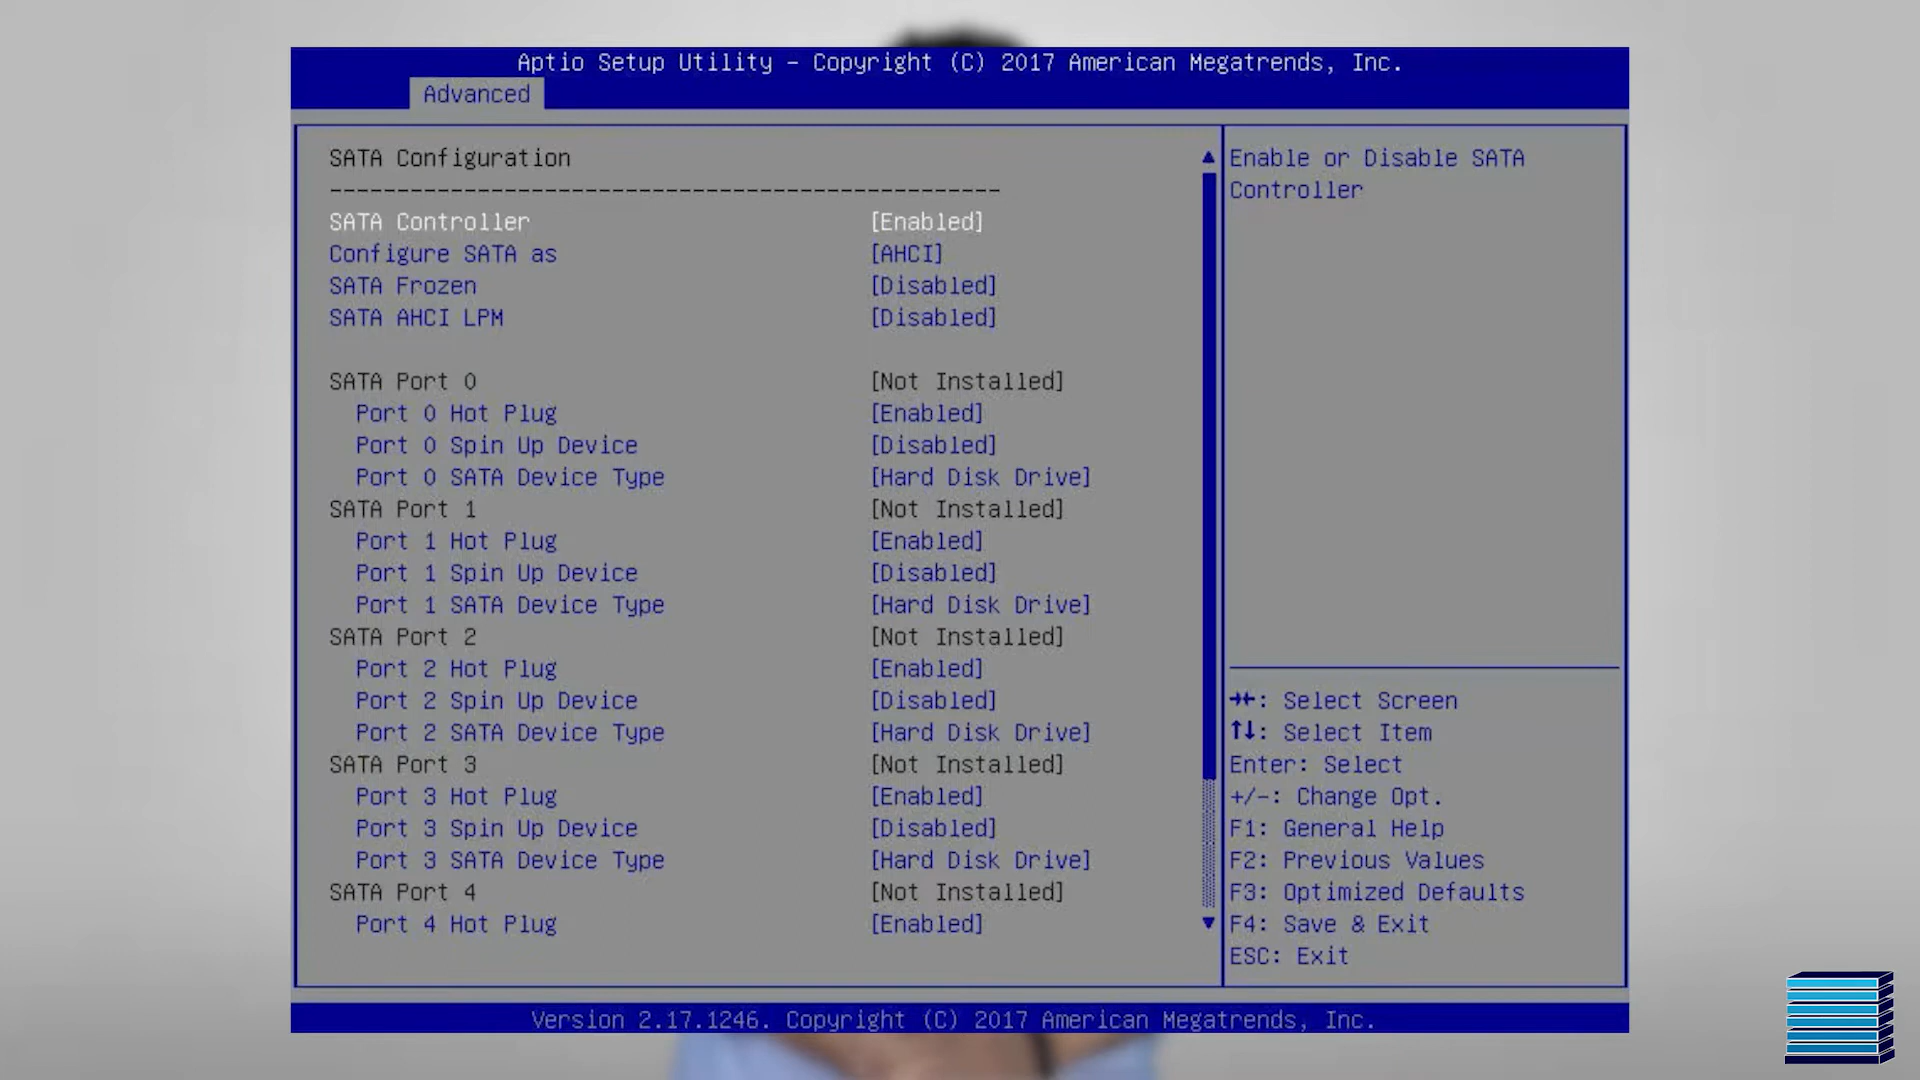 Aptio Setup Utility - Copyright (C) 2017 American Megatrends, Inc.
Advanced
SATA Configuration
--------------------------------------------------
SATA Controller [Enabled]
Configure SATA as [AHCI]
SATA Frozen [Disabled]
SATA AHCI LPM [Disabled]
SATA Port 0 [Not Installed]
Port 0 Hot Plug [Enabled]
Port 0 Spin Up Device [Disabled]
Port 0 SATA Device Type [Hard Disk Drive]
SATA Port 1 [Not Installed]
Port 1 Hot Plug [Enabled]
Port 1 Spin Up Device [Disabled]
Port 1 SATA Device Type [Hard Disk Drive]
SATA Port 2 [Not Installed]
Port 2 Hot Plug [Enabled]
Port 2 Spin Up Device [Disabled]
Port 2 SATA Device Type [Hard Disk Drive]
SATA Port 3 [Not Installed]
Port 3 Hot Plug [Enabled]
Port 3 Spin Up Device [Disabled]
Port 3 SATA Device Type [Hard Disk Drive]
SATA Port 4 [Not Installed]
Port 4 Hot Plug [Enabled]
Enable or Disable SATA
Controller
→←: Select Screen
↑↓: Select Item
Enter: Select
+/-: Change Opt.
F1: General Help
F2: Previous Values
F3: Optimized Defaults
F4: Save & Exit
ESC: Exit
Version 2.17.1246. Copyright (C) 2017 American Megatrends, Inc.